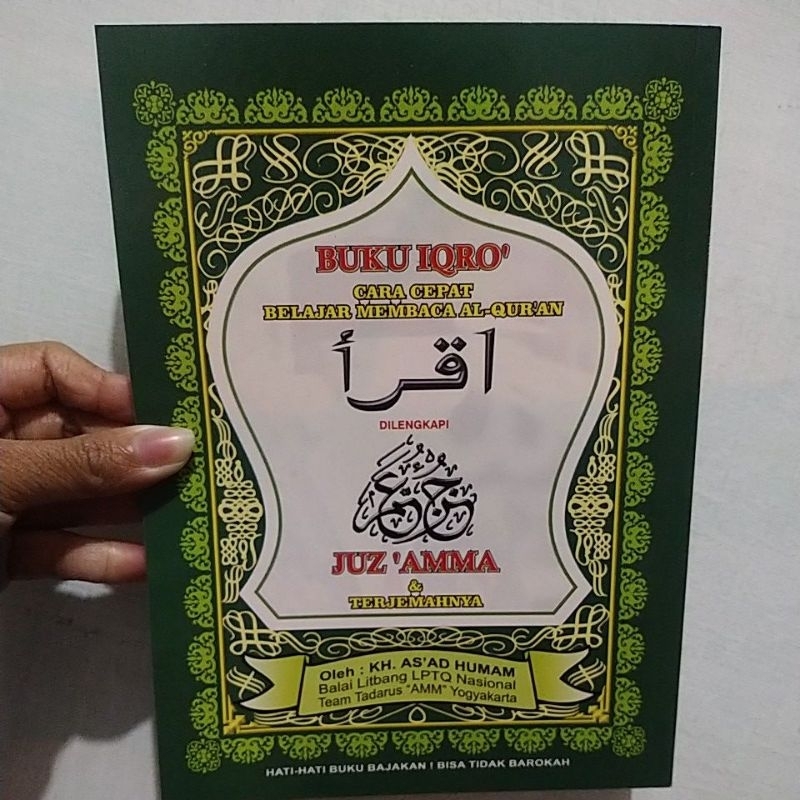 BUKU IQRO'
CARA CEPAT
BELAJAR MEMBACA AL-QUR'AN
اقرأ
DILENGKAPI
جزء عم
JUZ 'AMMA
&
TERJEMAHNYA
Oleh : KH. AS'AD HUMAM
Balai Litbang LPTQ Nasional
Team Tadarus "AMM" Yogyakarta
HATI-HATI BUKU BAJAKAN ! BISA TIDAK BAROKAH